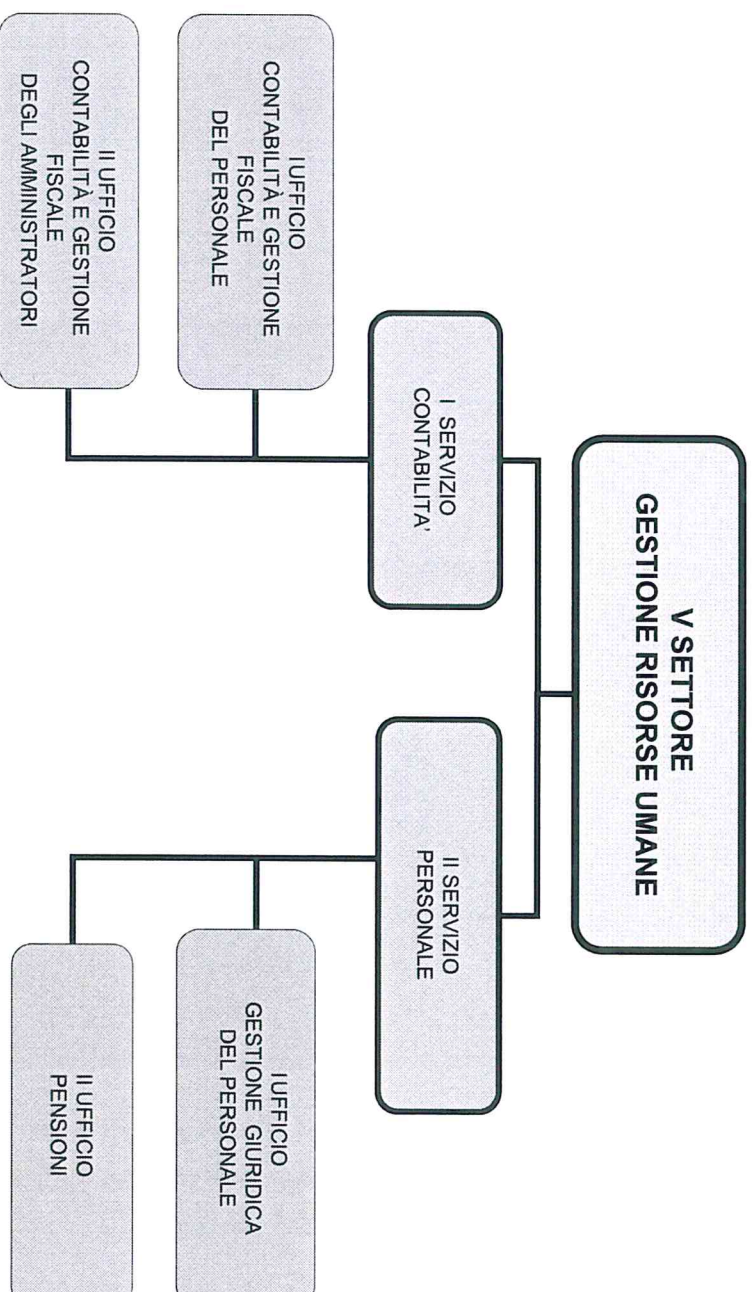 V SETTORE
GESTIONE RISORSE UMANE
I SERVIZIO
CONTABILITA'
I UFFICIO
CONTABILITÀ E GESTIONE
FISCALE
DEL PERSONALE
II UFFICIO
CONTABILITÀ E GESTIONE
FISCALE
DEGLI AMMINISTRATORI
II SERVIZIO
PERSONALE
I UFFICIO
GESTIONE GIURIDICA
DEL PERSONALE
II UFFICIO
PENSIONI